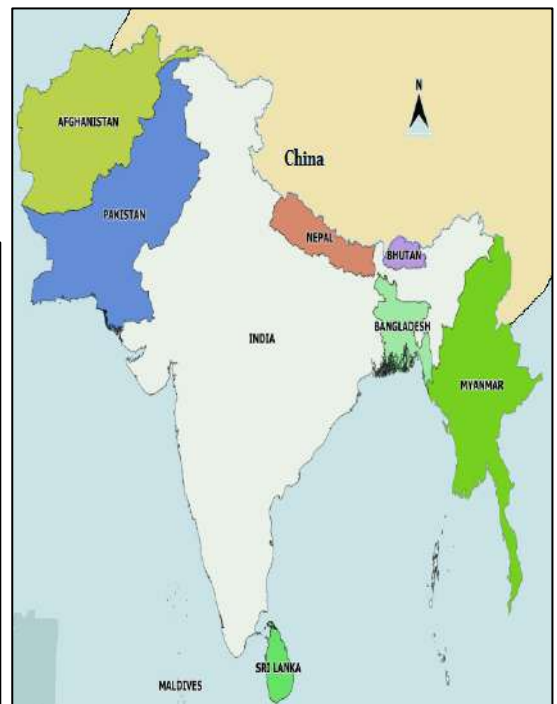 N
AFGHANISTAN
China
PAKISTAN
NEPAL
BHUTAN
BANGLADESH
INDIA
MYANMAR
SRI LANKA
MALDIVES